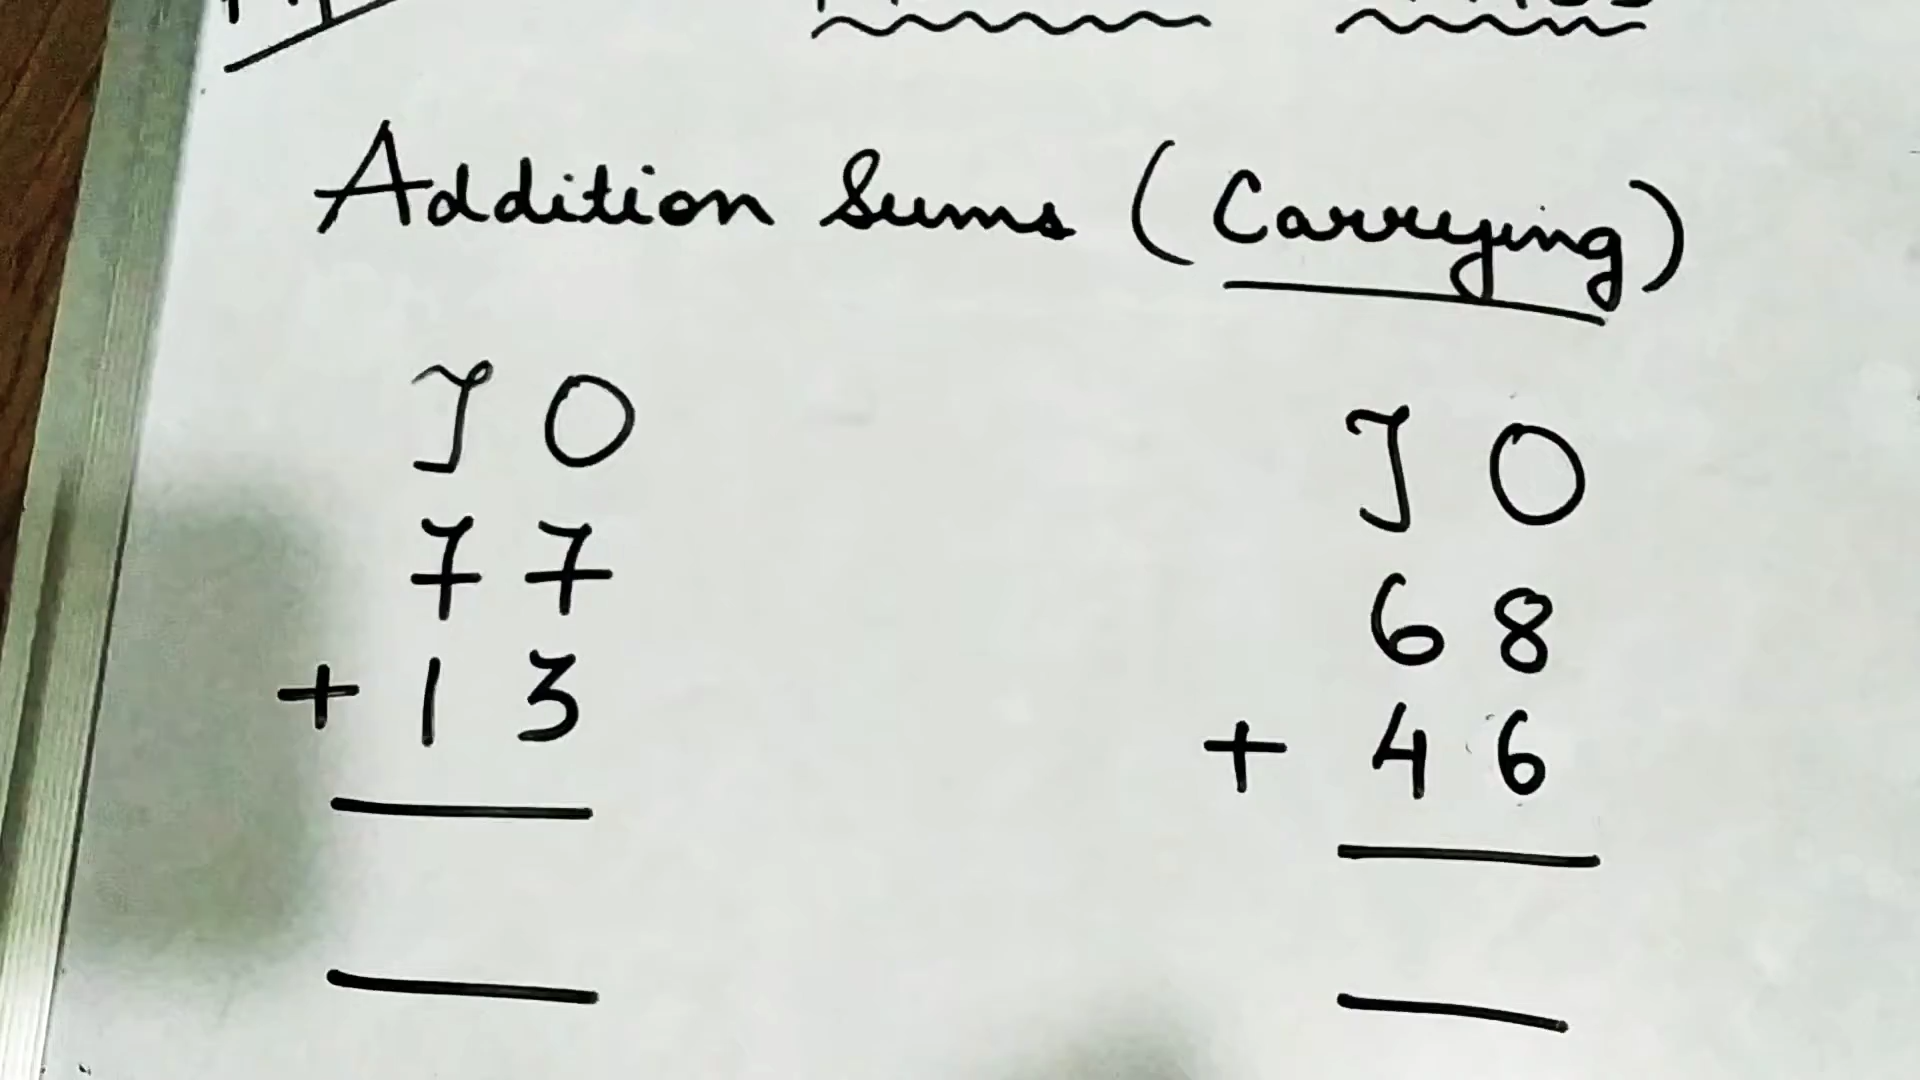 Addition Sums (Carrying)
T O
7 7
+ 1 3
T O
6 8
+ 4 6